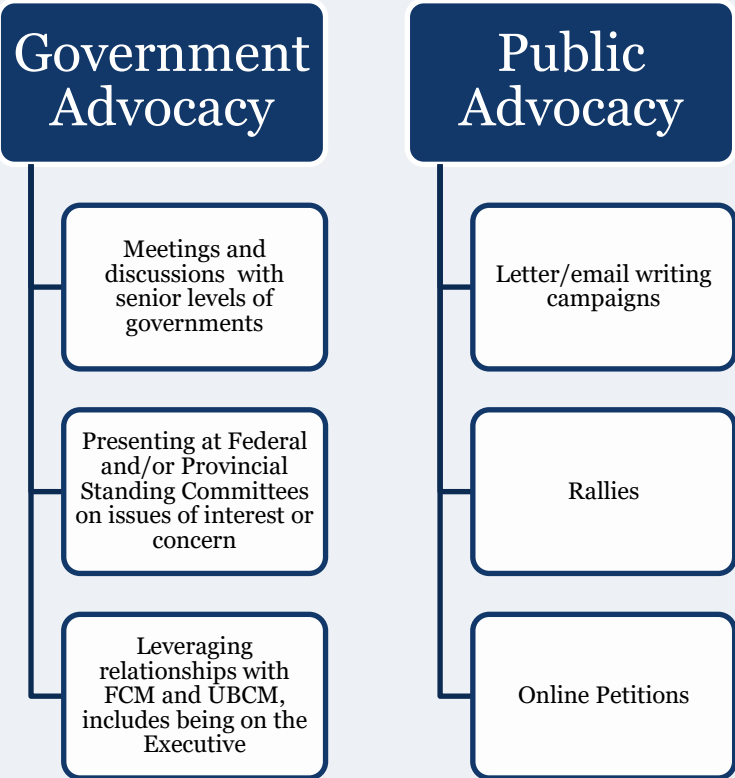 Government
Advocacy
Meetings and
discussions with
senior levels of
governments
Presenting at Federal
and/or Provincial
Standing Committees
on issues of interest or
concern
Leveraging
relationships with
FCM and UBCM,
includes being on the
Executive
Public
Advocacy
Letter/email writing
campaigns
Rallies
Online Petitions